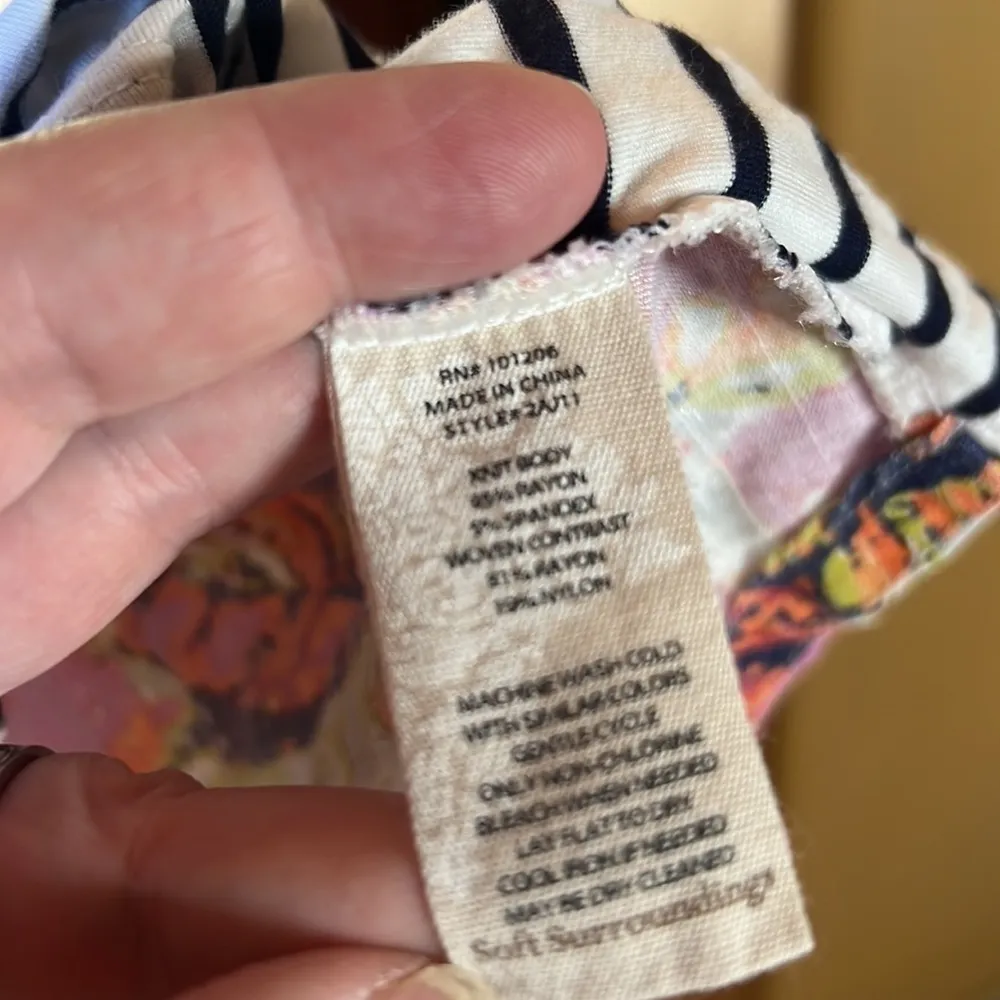 RN# 101206
MADE IN CHINA
STYLE# 2A/11
KNIT BODY
95% RAYON
5% SPANDEX
WOVEN CONTRAST
81% RAYON
19% NYLON
MACHINE WASH COLD
WITH SIMILAR COLORS
GENTLE CYCLE
ONLY NON-CHLORINE
BLEACH WHEN NEEDED
LAY FLAT TO DRY
COOL IRON IF NEEDED
MAY BE DRY CLEANED
Soft Surroundings